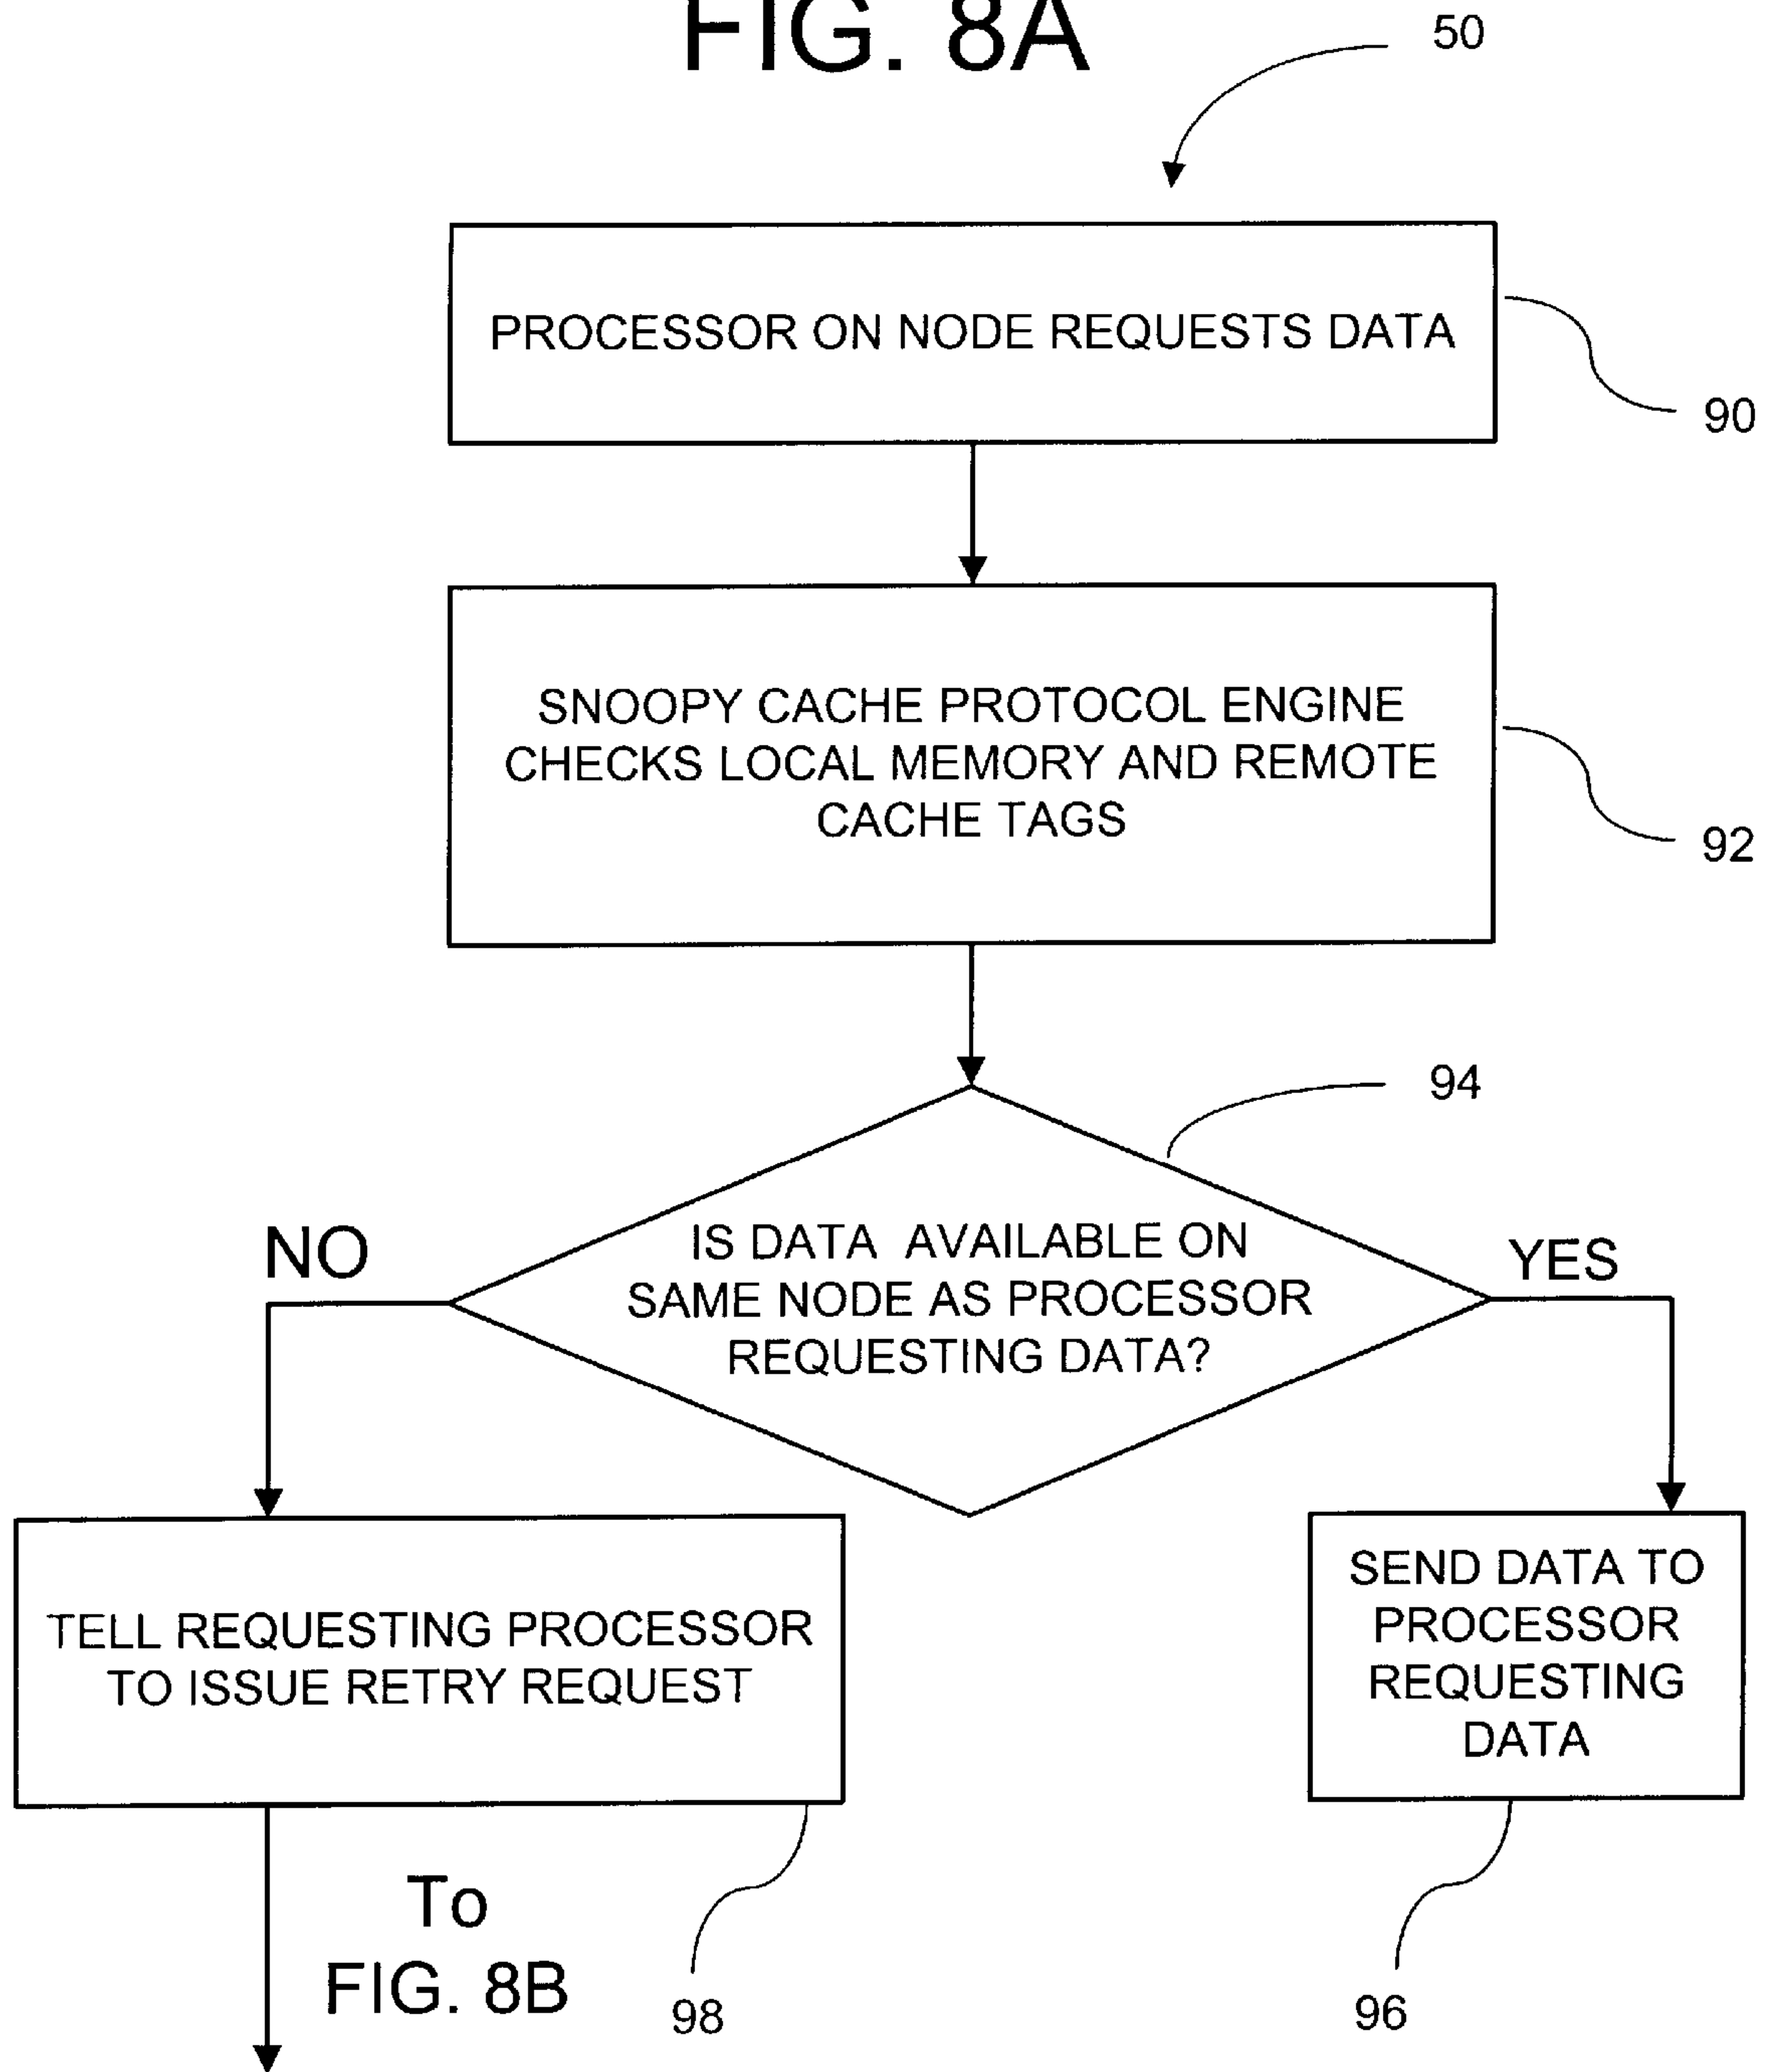 FIG. 8A
50
PROCESSOR ON NODE REQUESTS DATA
90
SNOOPY CACHE PROTOCOL ENGINE
CHECKS LOCAL MEMORY AND REMOTE
CACHE TAGS
92
94
NO
IS DATA AVAILABLE ON
SAME NODE AS PROCESSOR
REQUESTING DATA?
YES
TELL REQUESTING PROCESSOR
TO ISSUE RETRY REQUEST
SEND DATA TO
PROCESSOR
REQUESTING
DATA
To
FIG. 8B
98
96